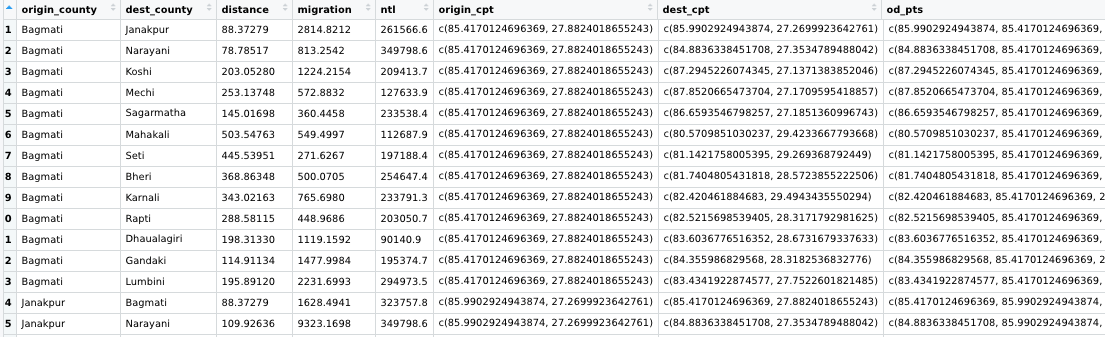 origin_county dest_county distance migration ntl origin_cpt dest_cpt od_pts
1 Bagmati Janakpur 88.37279 2814.8212 261566.6 c(85.4170124696369, 27.8824018655243) c(85.9902924943874, 27.2699923642761) c(85.9902924943874, 85.4170124696369,
2 Bagmati Narayani 78.78517 813.2542 349798.6 c(85.4170124696369, 27.8824018655243) c(84.8836338451708, 27.3534789488042) c(84.8836338451708, 85.4170124696369,
3 Bagmati Koshi 203.05280 1224.2154 209413.7 c(85.4170124696369, 27.8824018655243) c(87.2945226074345, 27.1371383852046) c(87.2945226074345, 85.4170124696369,
4 Bagmati Mechi 253.13748 572.8832 127633.9 c(85.4170124696369, 27.8824018655243) c(87.8520665473704, 27.1709595418857) c(87.8520665473704, 85.4170124696369,
5 Bagmati Sagarmatha 145.01698 360.4458 233538.4 c(85.4170124696369, 27.8824018655243) c(86.6593546798257, 27.1851360996743) c(86.6593546798257, 85.4170124696369,
6 Bagmati Mahakali 503.54763 549.4997 112687.9 c(85.4170124696369, 27.8824018655243) c(80.5709851030237, 29.4233667793668) c(80.5709851030237, 85.4170124696369,
7 Bagmati Seti 445.53951 271.6267 197188.4 c(85.4170124696369, 27.8824018655243) c(81.1421758005395, 29.269368792449) c(81.1421758005395, 85.4170124696369,
8 Bagmati Bheri 368.86348 500.0705 254647.4 c(85.4170124696369, 27.8824018655243) c(81.7404805431818, 28.5723855222506) c(81.7404805431818, 85.4170124696369,
9 Bagmati Karnali 343.02163 765.6980 233791.3 c(85.4170124696369, 27.8824018655243) c(82.420461884683, 29.4943435550294) c(82.420461884683, 85.4170124696369, 2
0 Bagmati Rapti 288.58115 448.9686 203050.7 c(85.4170124696369, 27.8824018655243) c(82.5215698539405, 28.3171792981625) c(82.5215698539405, 85.4170124696369,
1 Bagmati Dhaualagiri 198.31330 1119.1592 90140.9 c(85.4170124696369, 27.8824018655243) c(83.6036776516352, 28.6731679337633) c(83.6036776516352, 85.4170124696369,
2 Bagmati Gandaki 114.91134 1477.9984 195374.7 c(85.4170124696369, 27.8824018655243) c(84.355986829568, 28.3182536832776) c(84.355986829568, 85.4170124696369, 2
3 Bagmati Lumbini 195.89120 2231.6993 294973.5 c(85.4170124696369, 27.8824018655243) c(83.4341922874577, 27.7522601821485) c(83.4341922874577, 85.4170124696369,
4 Janakpur Bagmati 88.37279 1628.4941 323757.8 c(85.9902924943874, 27.2699923642761) c(85.4170124696369, 27.8824018655243) c(85.4170124696369, 85.9902924943874,
5 Janakpur Narayani 109.92636 9323.1698 349798.6 c(85.9902924943874, 27.2699923642761) c(84.8836338451708, 27.3534789488042) c(84.8836338451708, 85.9902924943874,